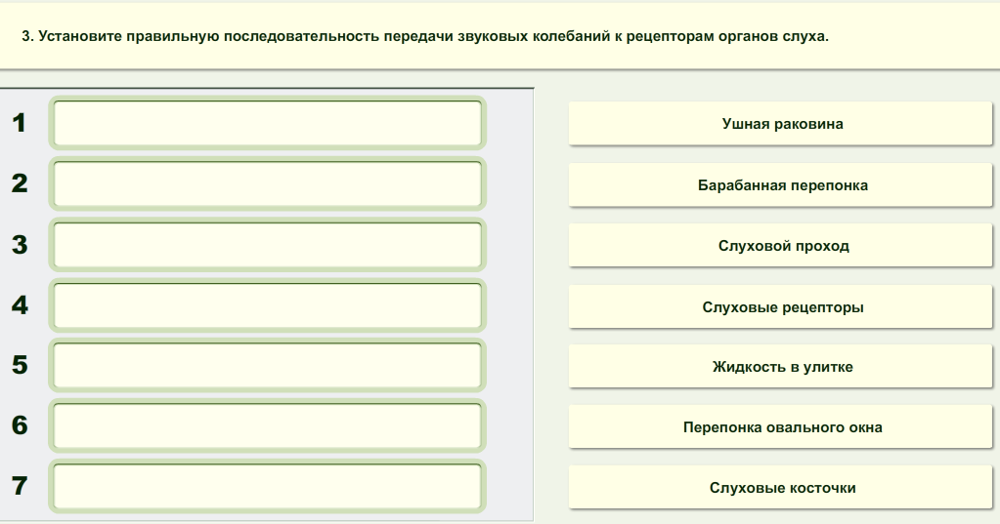 3. Установите правильную последовательность передачи звуковых колебаний к рецепторам органов слуха.
1
2
3
4
5
6
7
Ушная раковина
Барабанная перепонка
Слуховой проход
Слуховые рецепторы
Жидкость в улитке
Перепонка овального окна
Слуховые косточки